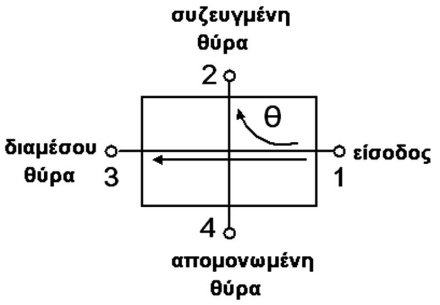 συζευγμένη
θύρα
2
θ
διαμέσου
θύρα
3
είσοδος
1
4
απομονωμένη
θύρα